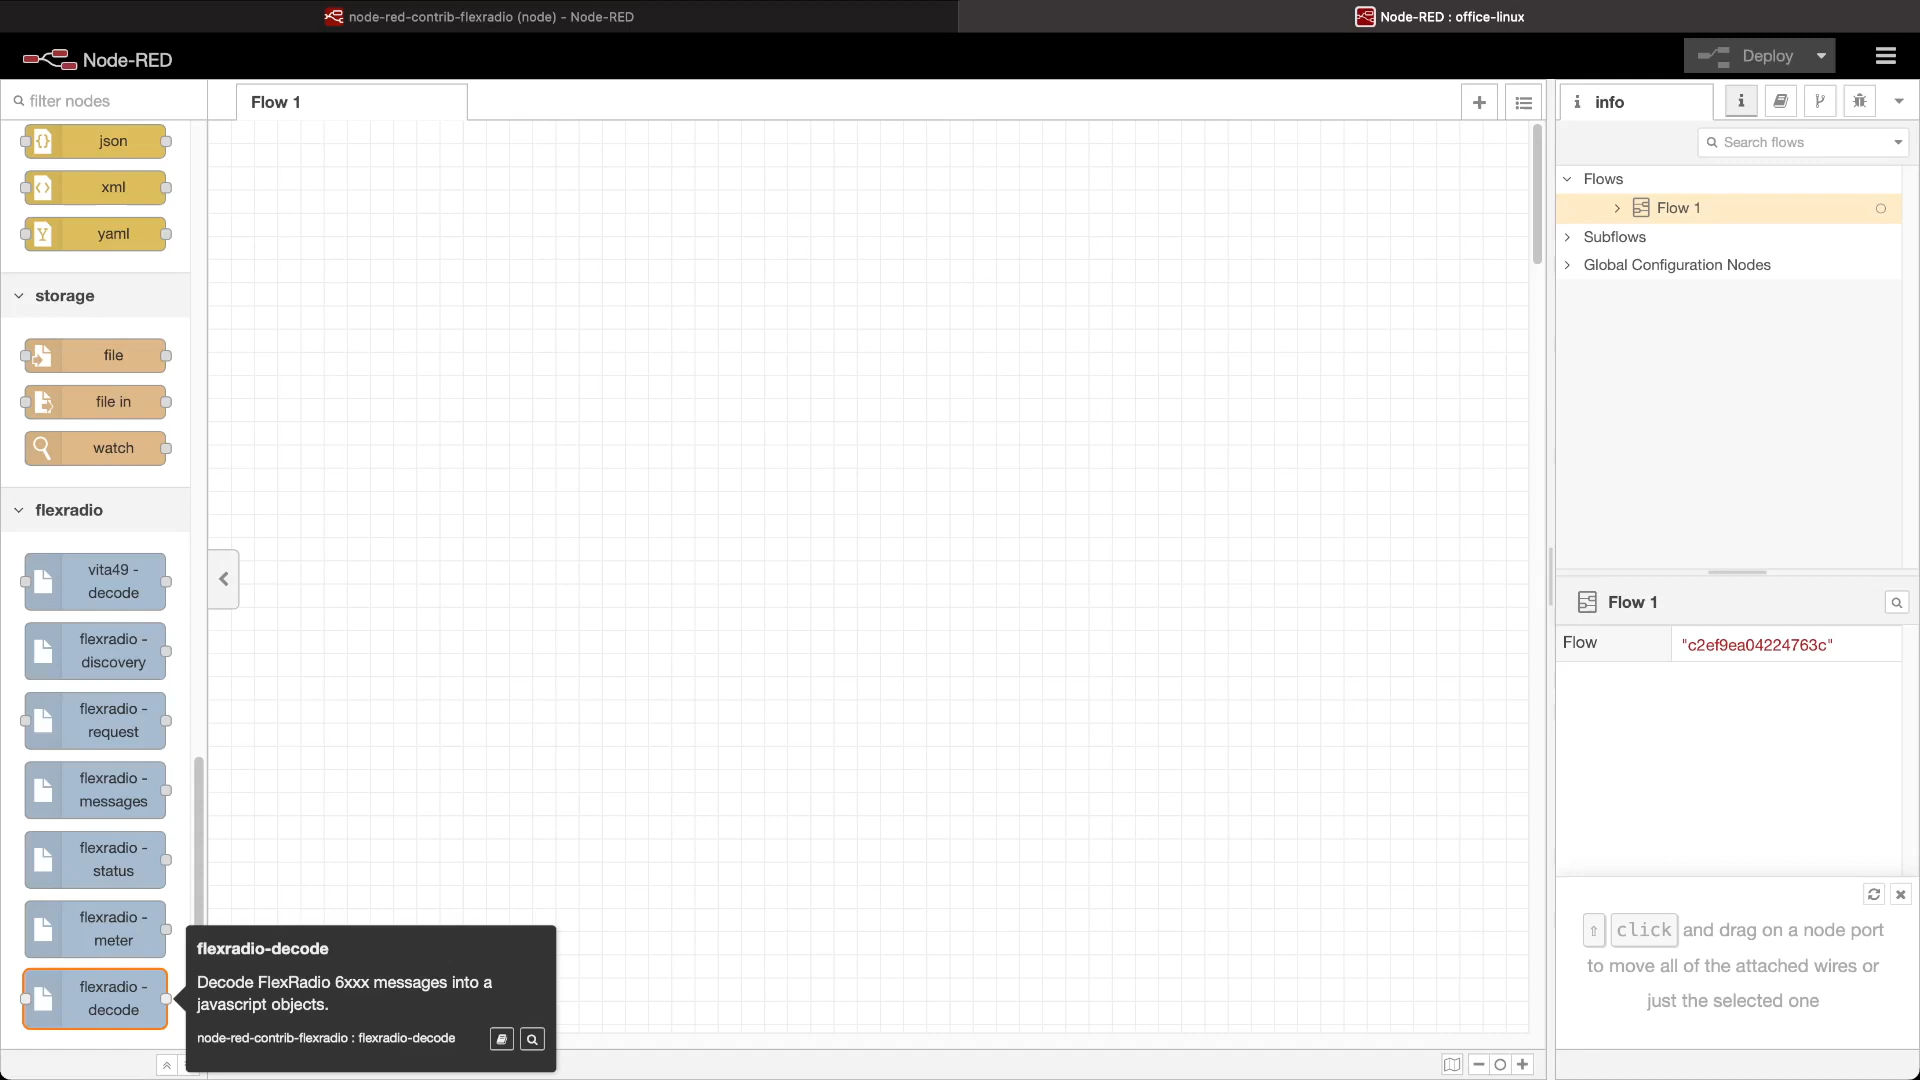 node-red-contrib-flexradio (node) - Node-RED
Node-RED : office-linux
Node-RED
Deploy
filter nodes
Flow 1
info
Search flows
json
xml
yaml
storage
file
file in
watch
flexradio
vita49 -
decode
flexradio -
discovery
flexradio -
request
flexradio -
messages
flexradio -
status
flexradio -
meter
flexradio -
decode
flexradio-decode
Decode FlexRadio 6xxx messages into a
javascript objects.
node-red-contrib-flexradio : flexradio-decode
Flows
Flow 1
Subflows
Global Configuration Nodes
Flow 1
Flow "c2ef9ea04224763c"
⇧ click and drag on a node port
to move all of the attached wires or
just the selected one